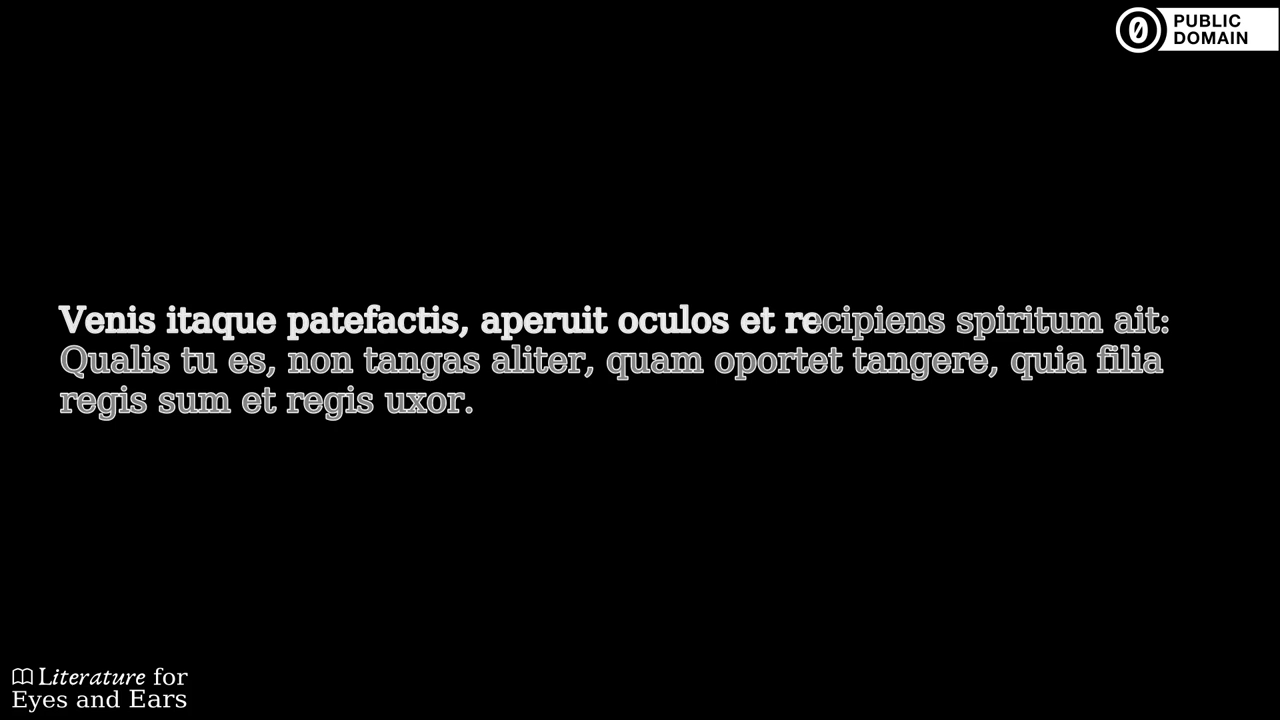 PUBLIC
DOMAIN
Venis itaque patefactis, aperuit oculos et recipiens spiritum ait:
Qualis tu es, non tangas aliter, quam oportet tangere, quia filia
regis sum et regis uxor.
Literature for
Eyes and Ears